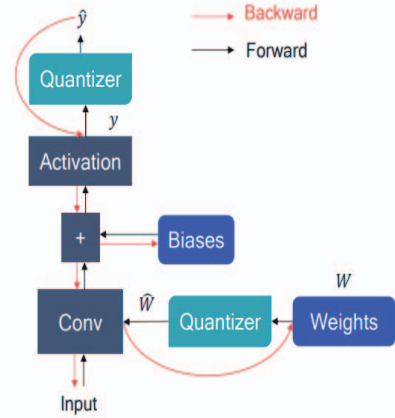 ŷ
Backward
Forward
Quantizer
y
Activation
+
Biases
Ŵ
W
Conv
Quantizer
Weights
Input